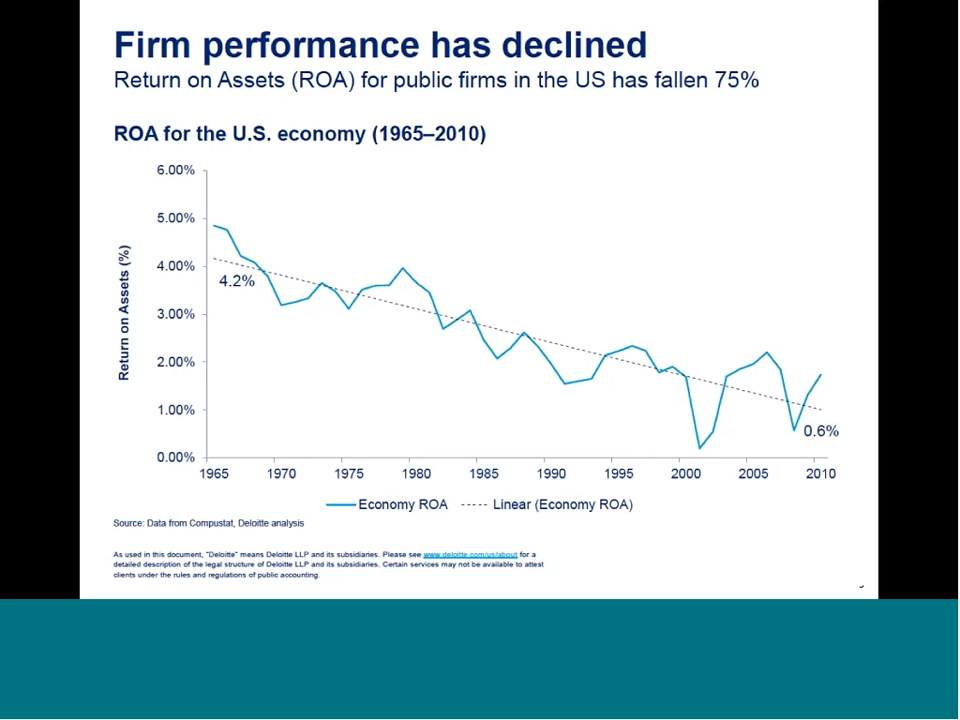 Firm performance has declined
Return on Assets (ROA) for public firms in the US has fallen 75%
ROA for the U.S. economy (1965–2010)
Return on Assets (%)
6.00%
5.00%
4.00%
3.00%
2.00%
1.00%
0.00%
4.2%
0.6%
1965 1970 1975 1980 1985 1990 1995 2000 2005 2010
Economy ROA Linear (Economy ROA)
Source: Data from Compustat, Deloitte analysis
As used in this document, "Deloitte" means Deloitte LLP and its subsidiaries. Please see www.deloitte.com/us/about for a
detailed description of the legal structure of Deloitte LLP and its subsidiaries. Certain services may not be available to attest
clients under the rules and regulations of public accounting.